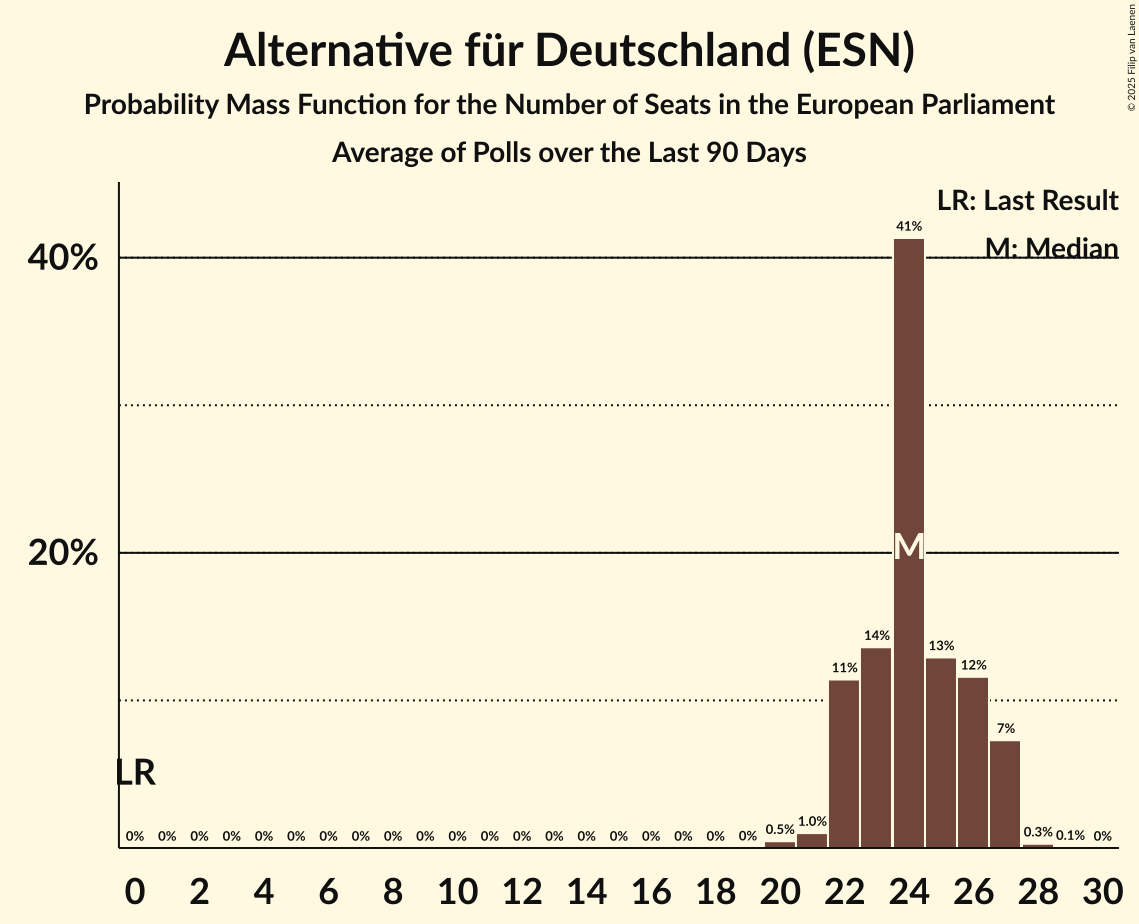 Alternative für Deutschland (ESN)
Probability Mass Function for the Number of Seats in the European Parliament
Average of Polls over the Last 90 Days
© 2025 Filip van Laenen
LR: Last Result
M: Median
40%
20%
41%
M
14%
13%
12%
11%
7%
LR
0% 0% 0% 0% 0% 0% 0% 0% 0% 0% 0% 0% 0% 0% 0% 0% 0% 0% 0% 0% 0.5% 1.0% 0.3% 0.1% 0%
0 2 4 6 8 10 12 14 16 18 20 22 24 26 28 30